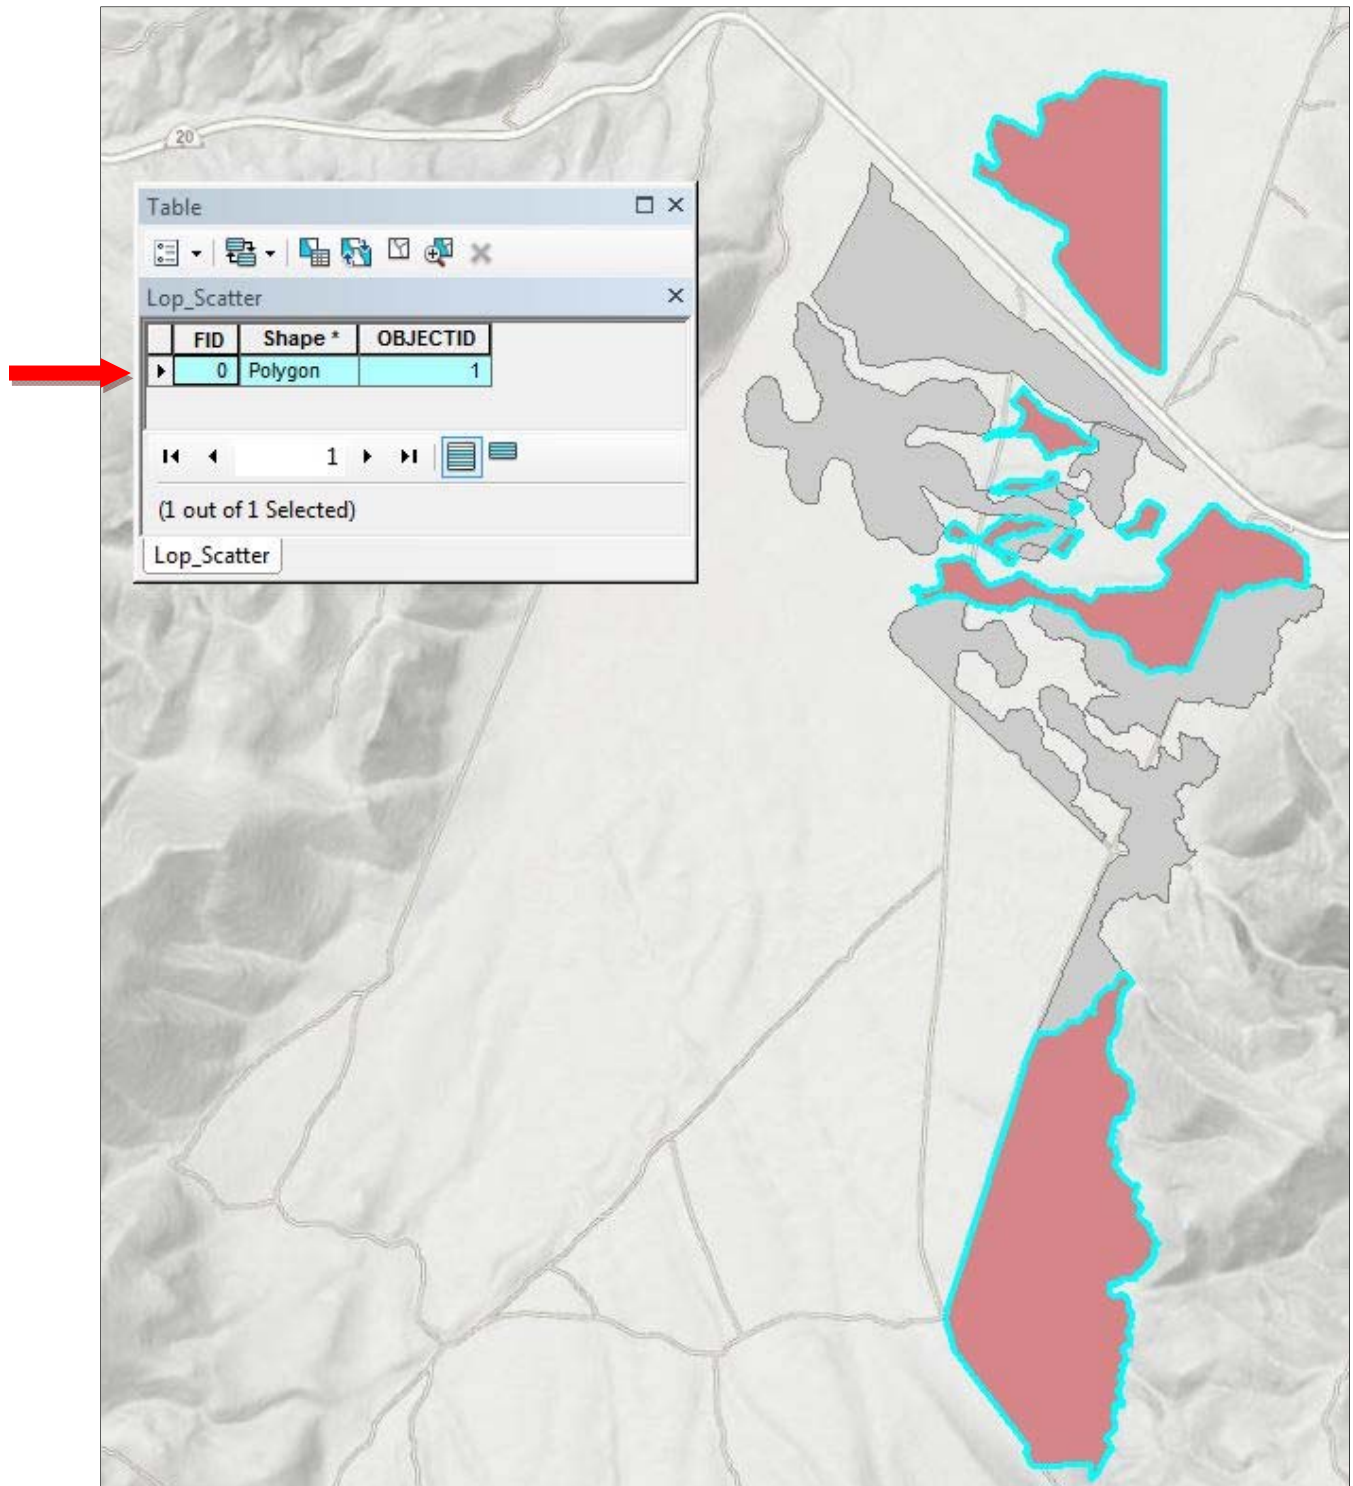 20
Table
Lop_Scatter
FID Shape * OBJECTID
0 Polygon 1
1
(1 out of 1 Selected)
Lop_Scatter